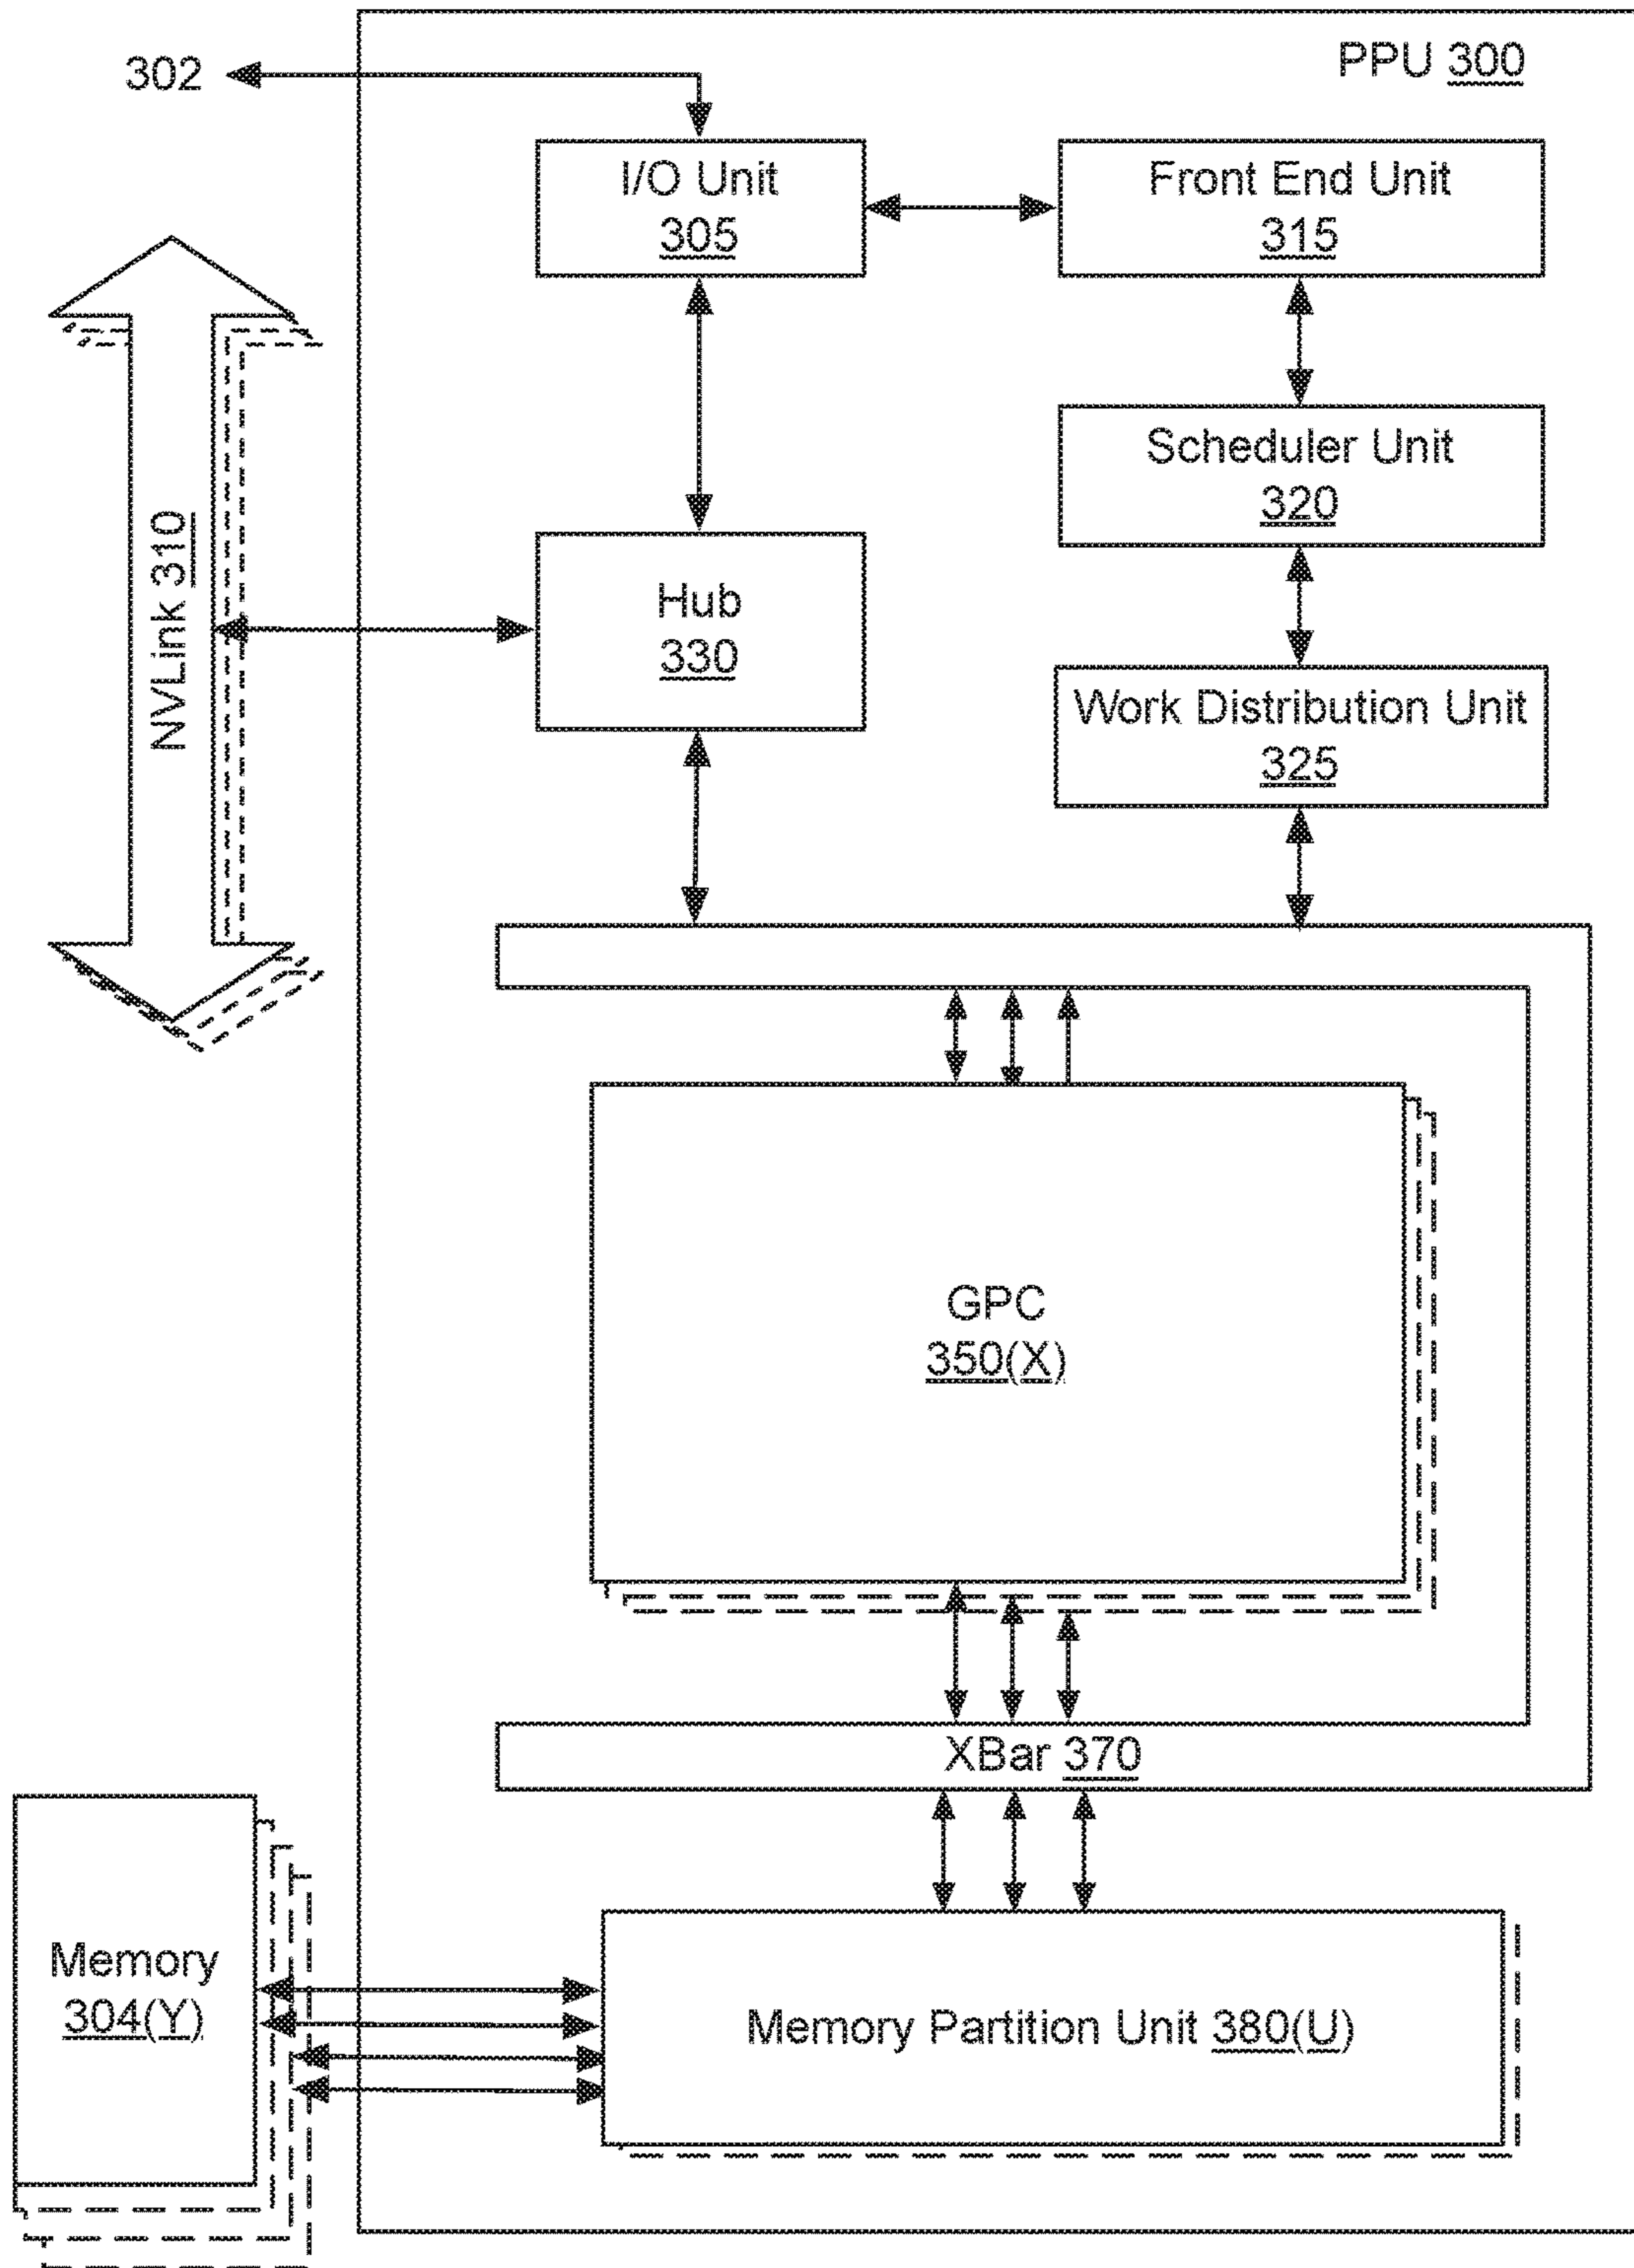 PPU 300
302
I/O Unit
305
Front End Unit
315
Scheduler Unit
320
NVLink 310
Hub
330
Work Distribution Unit
325
GPC
350(X)
XBar 370
Memory
304(Y)
Memory Partition Unit 380(U)